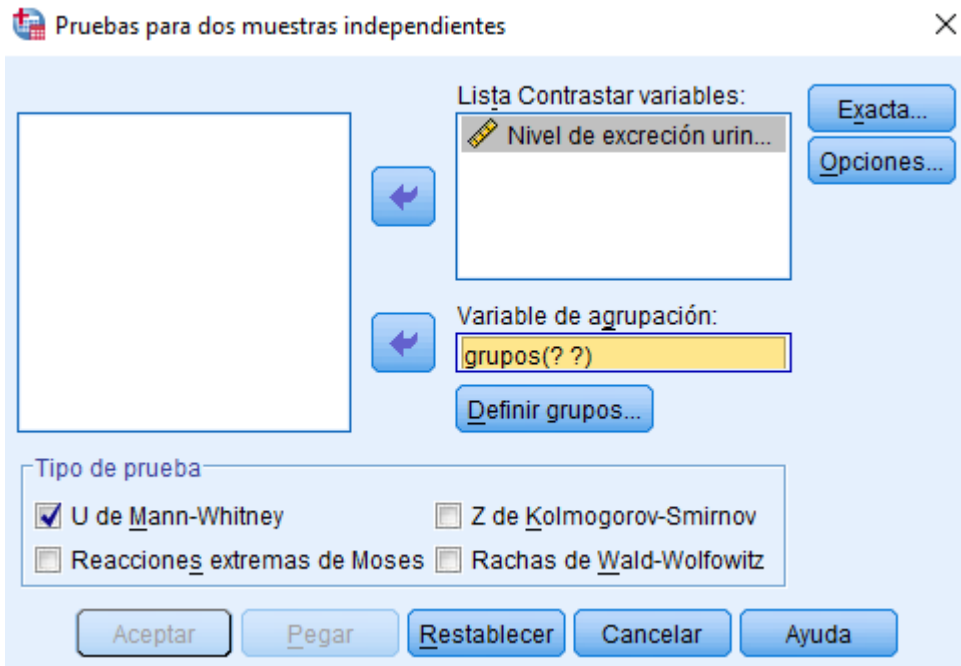 Pruebas para dos muestras independientes
Lista Contrastar variables:
Nivel de excreción urin...
Exacta...
Opciones...
Variable de agrupación:
grupos(? ?)
Definir grupos...
Tipo de prueba
U de Mann-Whitney
Z de Kolmogorov-Smirnov
Reacciones extremas de Moses
Rachas de Wald-Wolfowitz
Aceptar
Pegar
Restablecer
Cancelar
Ayuda